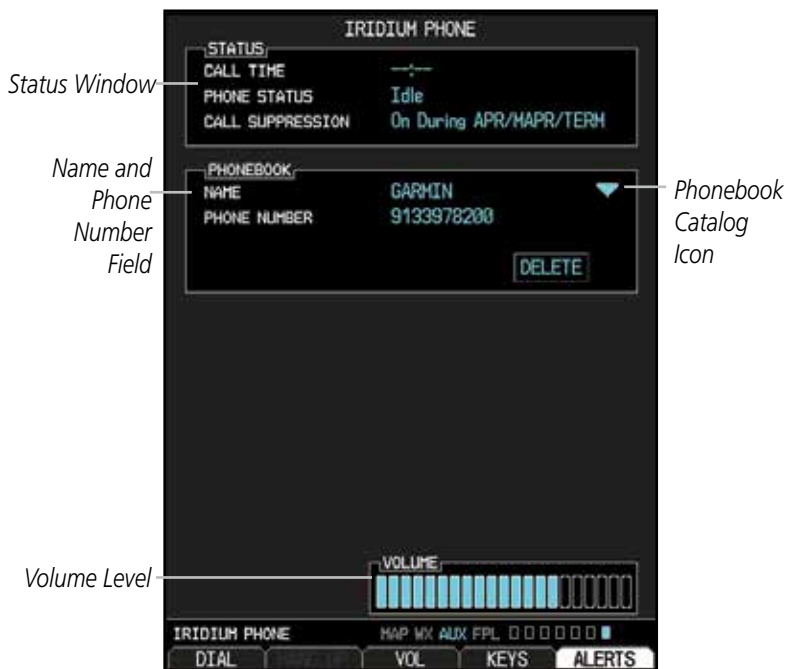 IRIDIUM PHONE
STATUS
CALL TIME --:--
PHONE STATUS Idle
CALL SUPPRESSION On During APR/MAPR/TERM
PHONEBOOK
NAME GARMIN
PHONE NUMBER 9133978200
DELETE
VOLUME
IRIDIUM PHONE MAP WX AUX FPL
DIAL VOL KEYS ALERTS
Status Window
Name and
Phone
Number
Field
Phonebook
Catalog
Icon
Volume Level